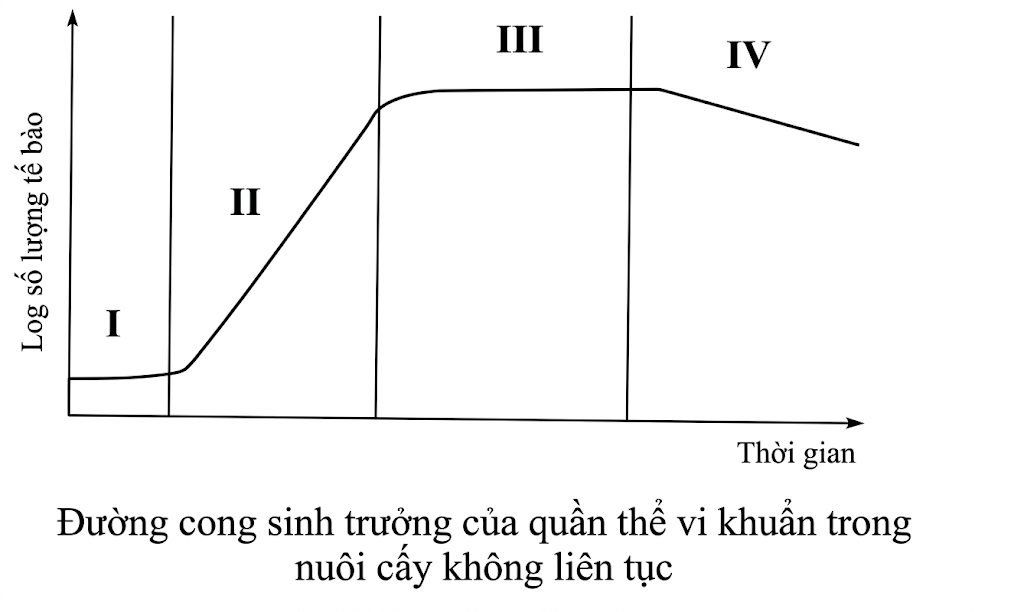 III
IV
II
I
Log số lượng tế bào
Thời gian
Đường cong sinh trưởng của quần thể vi khuẩn trong
nuôi cấy không liên tục